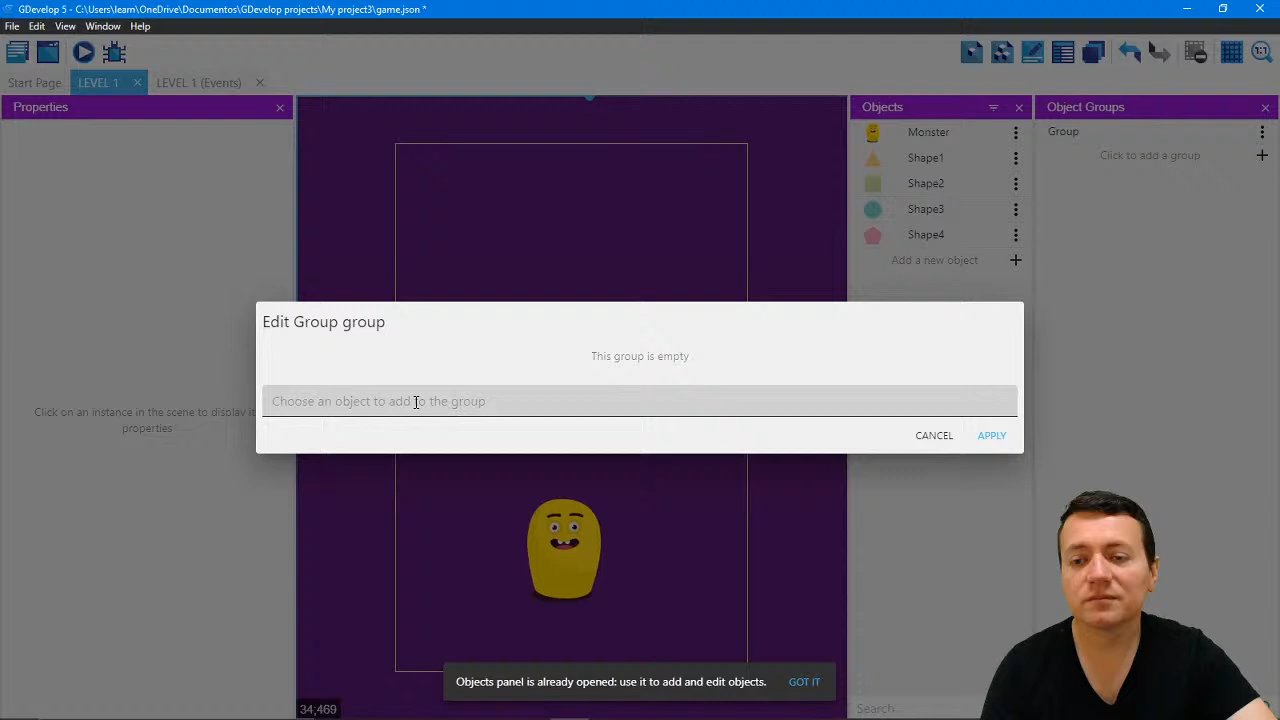 GDevelop 5 - C:\Users\learn\OneDrive\Documentos\GDevelop projects\My project3\game.json *
File Edit View Window Help
1:1
Start Page LEVEL 1 LEVEL 1 (Events)
Properties
Objects
Object Groups
Monster
Group
Shape1
Click to add a group
Shape2
Shape3
Shape4
Add a new object
Edit Group group
This group is empty
Choose an object to add to the group
Click on an instance in the scene to display it
properties
CANCEL APPLY
Objects panel is already opened: use it to add and edit objects. GOT IT
34;469
Search...